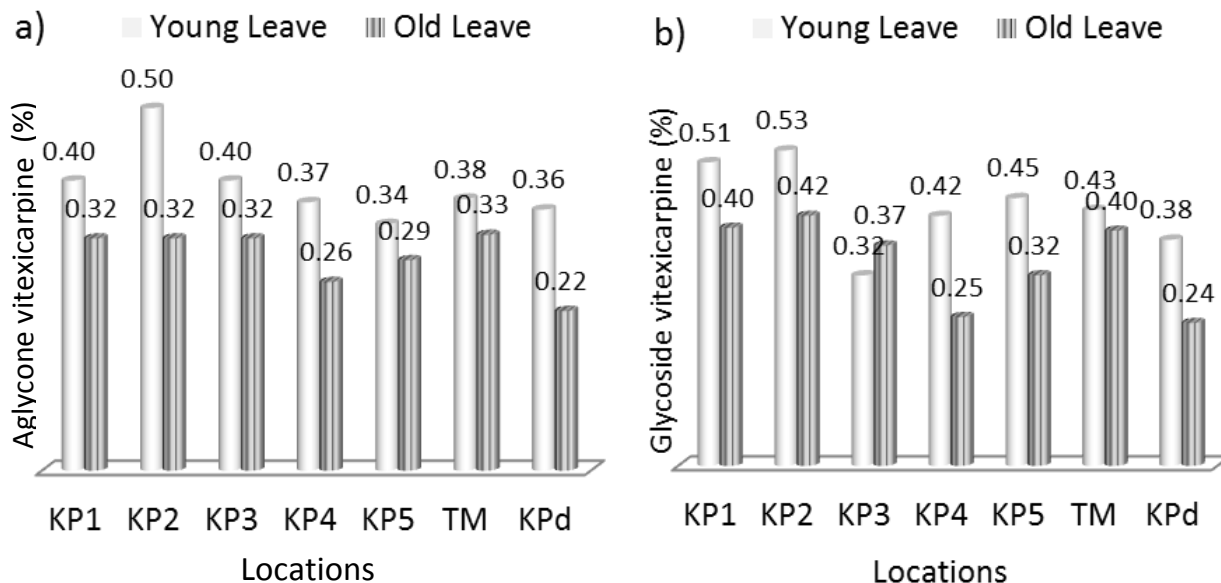 a)
Young Leave Old Leave
Aglycone vitexicarpine (%)
0.40 0.32 0.50 0.32 0.40 0.32 0.37 0.26 0.34 0.29 0.38 0.33 0.36 0.22
KP1 KP2 KP3 KP4 KP5 TM KPd
Locations
b)
Young Leave Old Leave
Glycoside vitexicarpine (%)
0.51 0.40 0.53 0.42 0.32 0.37 0.42 0.25 0.45 0.32 0.43 0.40 0.38 0.24
KP1 KP2 KP3 KP4 KP5 TM KPd
Locations